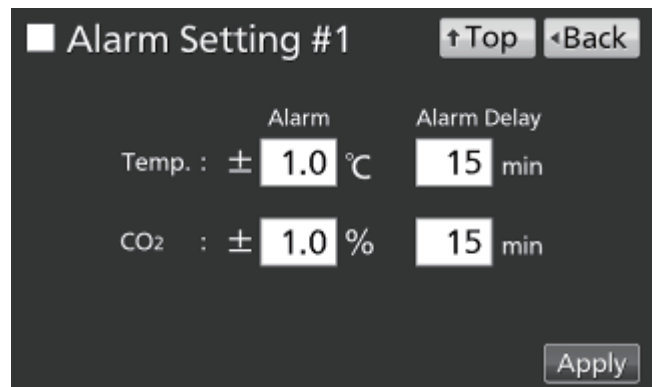 ■ Alarm Setting #1 ↑Top ◂Back
Alarm Alarm Delay
Temp. : ± 1.0 ℃ 15 min
CO2 : ± 1.0 % 15 min
Apply